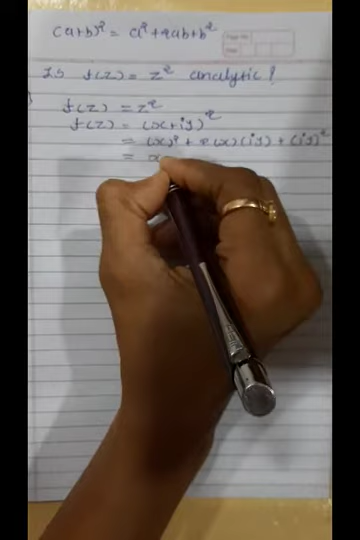 (a+b)² = a²+2ab+b²
Is f(z) = z² analytic?
f(z) = z²
f(z) = (x+iy)²
= (x)² + 2(x)(iy) + (iy)²
= x